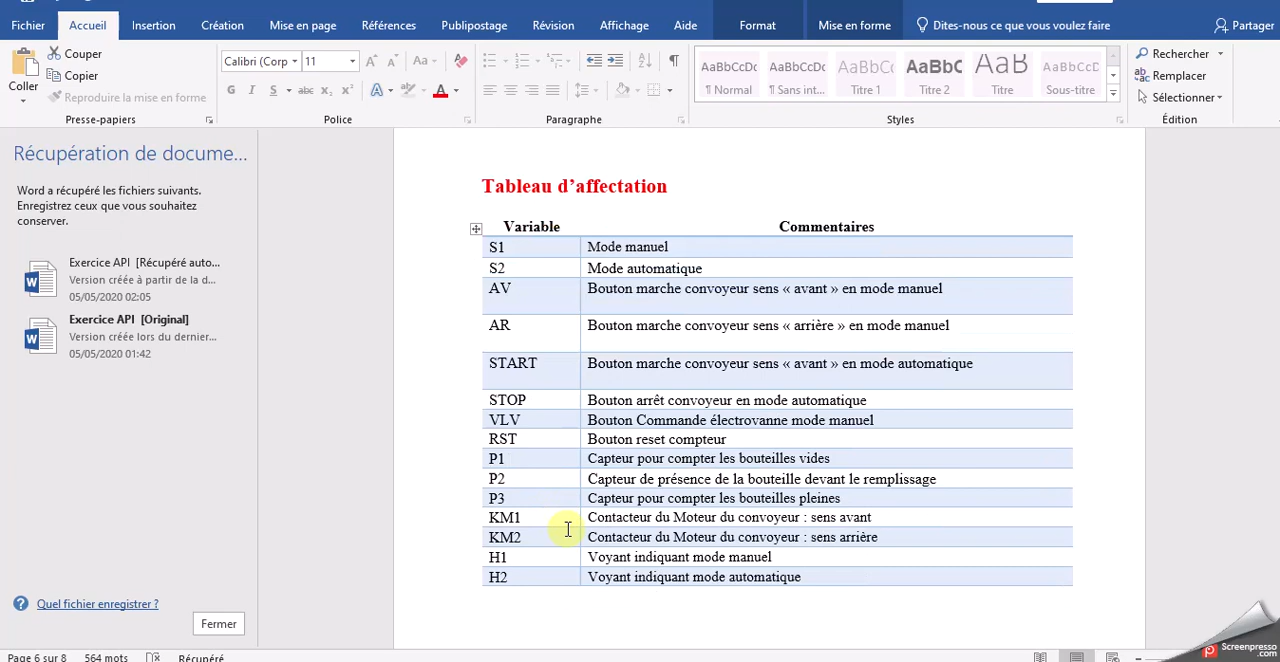 Fichier Accueil Insertion Création Mise en page Références Publipostage Révision Affichage Aide Format Mise en forme Dites-nous ce que vous voulez faire Partager
Coller
Couper
Copier
Reproduire la mise en forme
Presse-papiers
Calibri (Corp 11
Police
Paragraphe
AaBbCcDc AaBbCcDc AaBbCc AaBbC AaB AaBbCcD
¶ Normal ¶ Sans int... Titre 1 Titre 2 Titre Sous-titre
Styles
Rechercher
Remplacer
Sélectionner
Édition
Récupération de docume...
Word a récupéré les fichiers suivants.
Enregistrez ceux que vous souhaitez
conserver.
Exercice API [Récupéré auto...
Version créée à partir de la d...
05/05/2020 02:05
Exercice API [Original]
Version créée lors du dernier...
05/05/2020 01:42
Quel fichier enregistrer ?
Fermer
Tableau d’affectation
Variable Commentaires
S1 Mode manuel
S2 Mode automatique
AV Bouton marche convoyeur sens « avant » en mode manuel
AR Bouton marche convoyeur sens « arrière » en mode manuel
START Bouton marche convoyeur sens « avant » en mode automatique
STOP Bouton arrêt convoyeur en mode automatique
VLV Bouton Commande électrovanne mode manuel
RST Bouton reset compteur
P1 Capteur pour compter les bouteilles vides
P2 Capteur de présence de la bouteille devant le remplissage
P3 Capteur pour compter les bouteilles pleines
KM1 Contacteur du Moteur du convoyeur : sens avant
KM2 Contacteur du Moteur du convoyeur : sens arrière
H1 Voyant indiquant mode manuel
H2 Voyant indiquant mode automatique
Page 6 sur 8 564 mots Récupéré
Screenpresso
.com